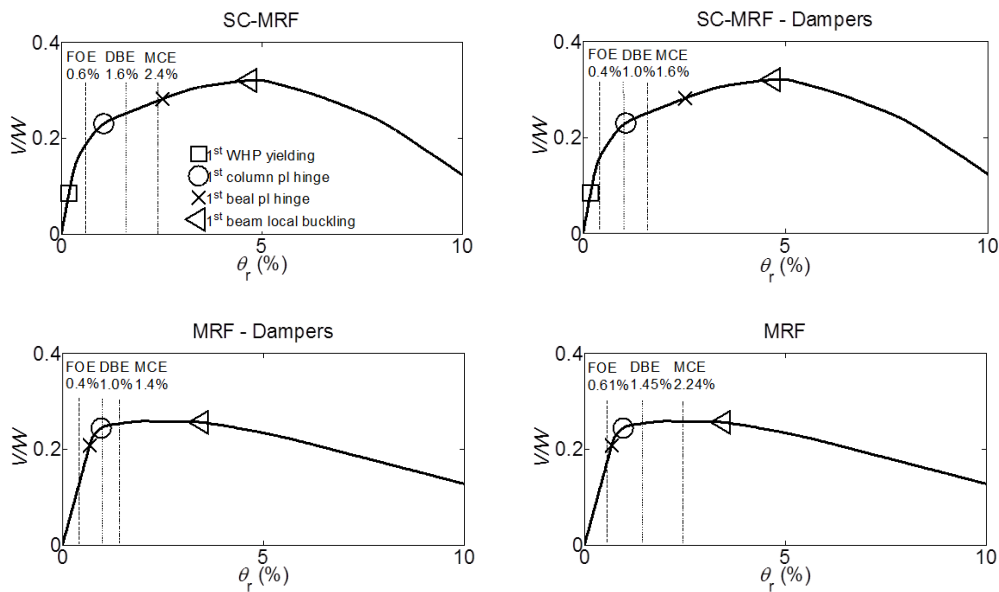 SC-MRF
0.4
FOE DBE MCE
0.6% 1.6% 2.4%
V/W
0.2
1st WHP yielding
1st column pl hinge
1st beal pl hinge
1st beam local buckling
0
0 5 10
θr (%)
SC-MRF - Dampers
0.4
FOE DBE MCE
0.4% 1.0% 1.6%
V/W
0.2
0
0 5 10
θr (%)
MRF - Dampers
0.4
FOE DBE MCE
0.4% 1.0% 1.4%
V/W
0.2
0
0 5 10
θr (%)
MRF
0.4
FOE DBE MCE
0.61% 1.45% 2.24%
V/W
0.2
0
0 5 10
θr (%)